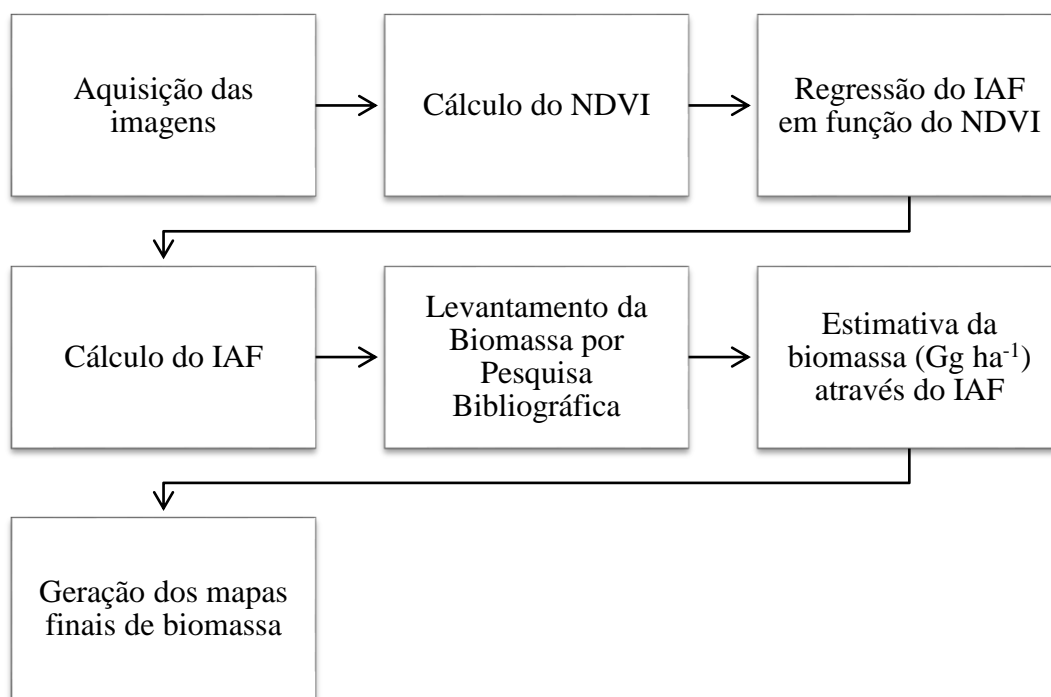 Aquisição das
imagens
Cálculo do NDVI
Regressão do IAF
em função do NDVI
Cálculo do IAF
Levantamento da
Biomassa por
Pesquisa
Bibliográfica
Estimativa da
biomassa (Gg ha⁻¹)
através do IAF
Geração dos mapas
finais de biomassa